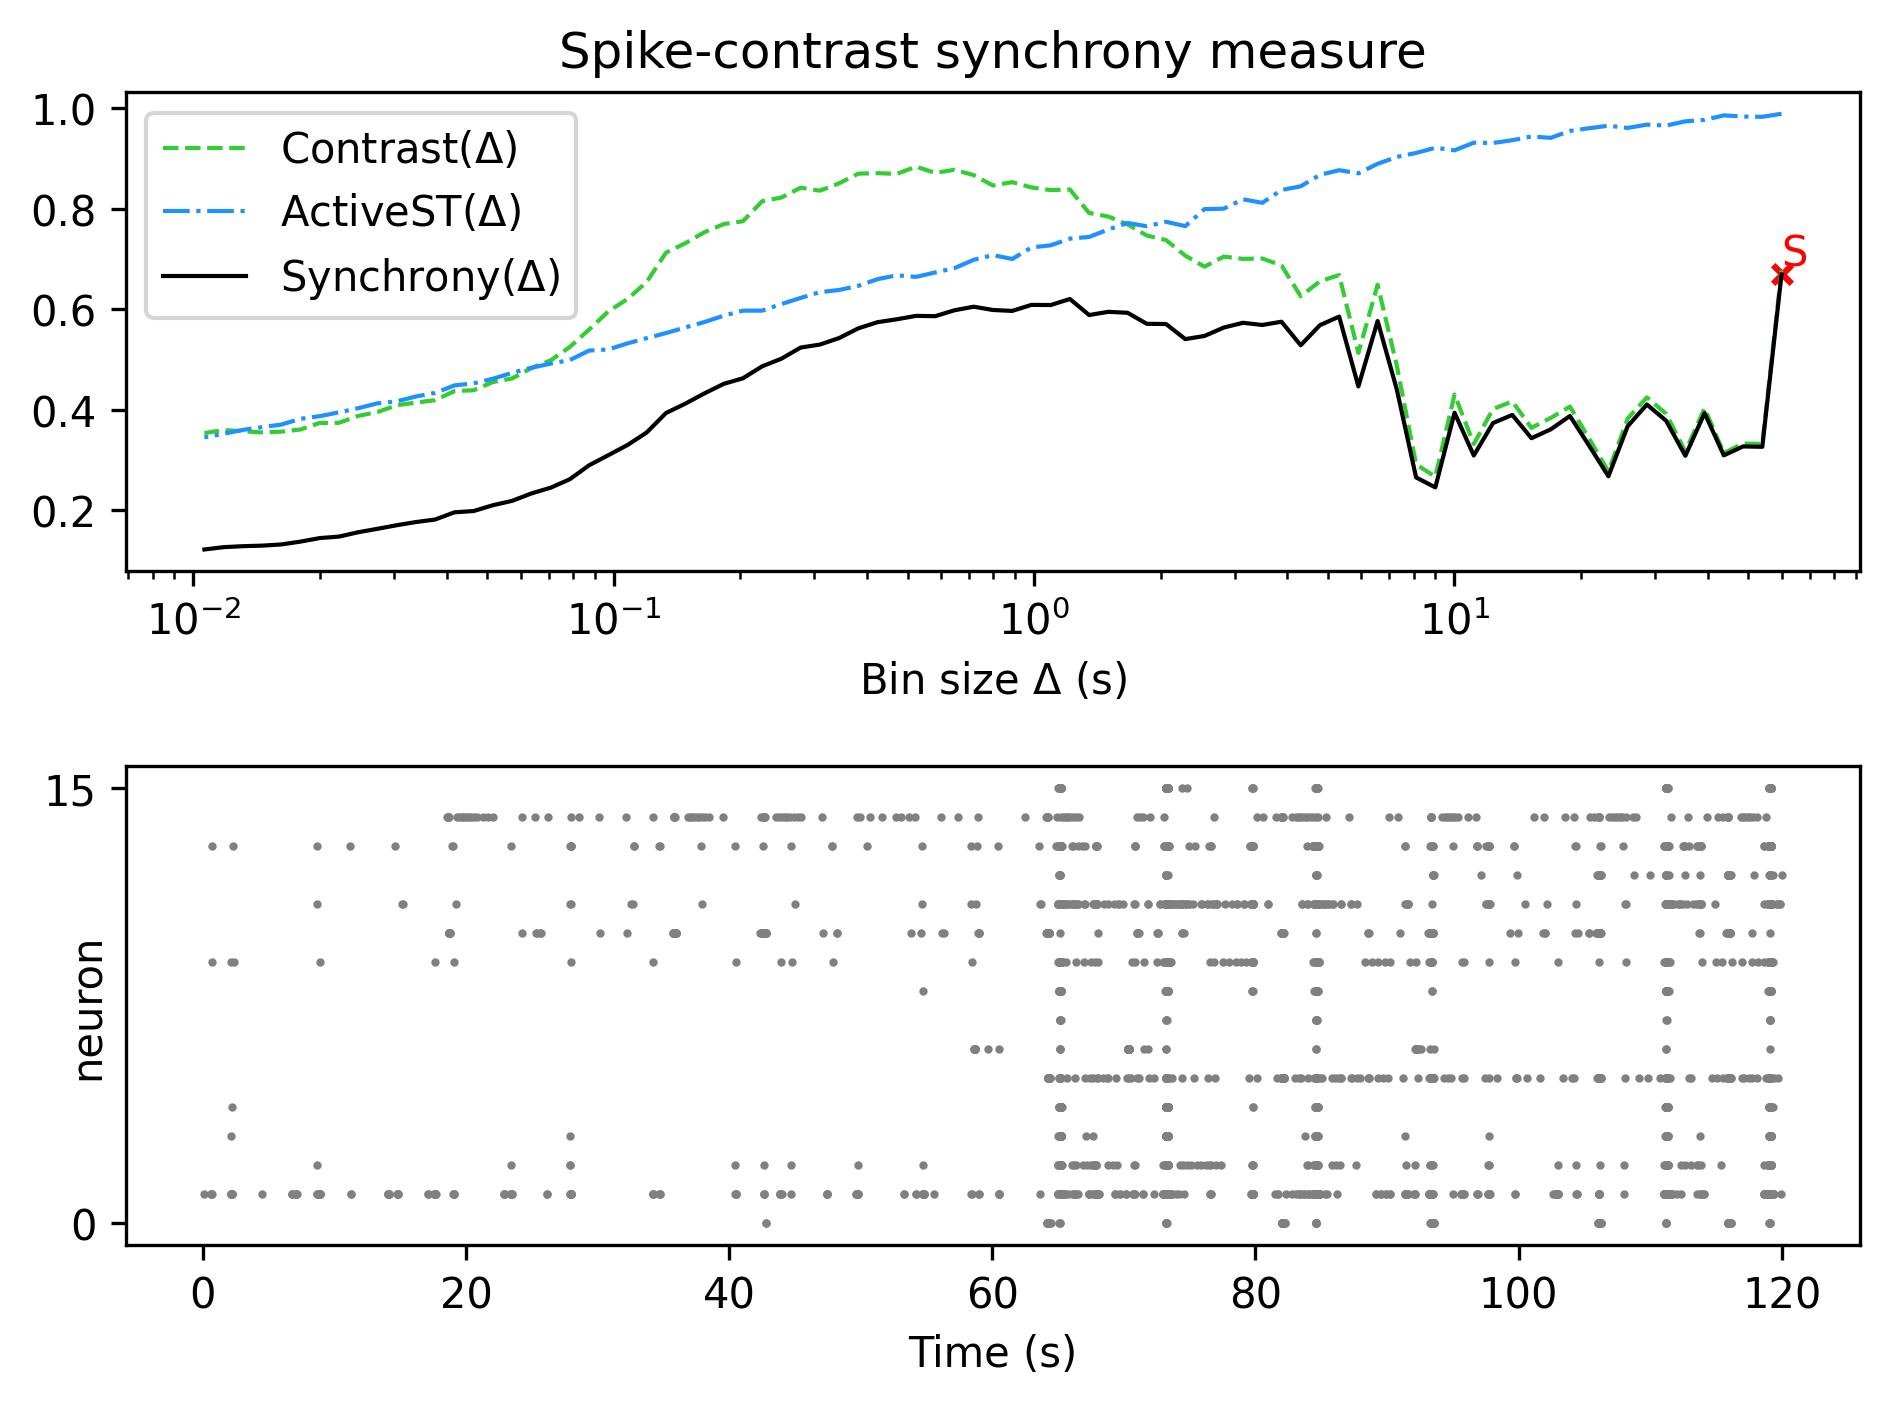 Spike-contrast synchrony measure
1.0
0.8
0.6
0.4
0.2
Contrast(Δ)
ActiveST(Δ)
Synchrony(Δ)
S
10⁻² 10⁻¹ 10⁰ 10¹
Bin size Δ (s)
15
0
neuron
0 20 40 60 80 100 120
Time (s)